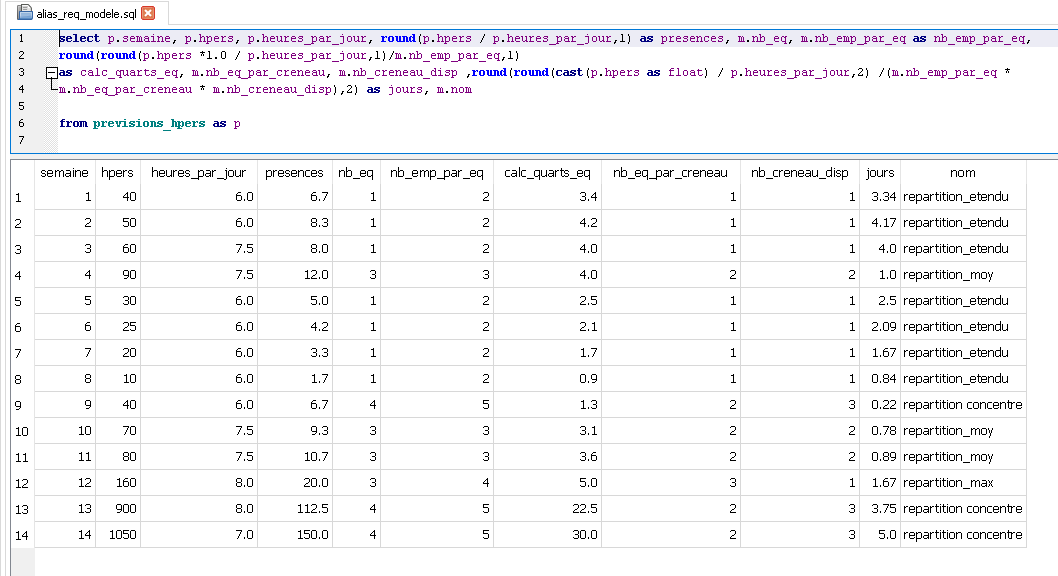 alias_req_modele.sql
1 select p.semaine, p.hpers, p.heures_par_jour, round(p.hpers / p.heures_par_jour,1) as presences, m.nb_eq, m.nb_emp_par_eq as nb_emp_par_eq,
2 round(round(p.hpers *1.0 / p.heures_par_jour,1)/m.nb_emp_par_eq,1)
3 as calc_quarts_eq, m.nb_eq_par_creneau, m.nb_creneau_disp ,round(round(cast(p.hpers as float) / p.heures_par_jour,2) /(m.nb_emp_par_eq *
4 m.nb_eq_par_creneau * m.nb_creneau_disp),2) as jours, m.nom
5
6 from previsions_hpers as p
7
semaine hpers heures_par_jour presences nb_eq nb_emp_par_eq calc_quarts_eq nb_eq_par_creneau nb_creneau_disp jours nom
1 1 40 6.0 6.7 1 2 3.4 1 1 3.34 repartition_etendu
2 2 50 6.0 8.3 1 2 4.2 1 1 4.17 repartition_etendu
3 3 60 7.5 8.0 1 2 4.0 1 1 4.0 repartition_etendu
4 4 90 7.5 12.0 3 3 4.0 2 2 1.0 repartition_moy
5 5 30 6.0 5.0 1 2 2.5 1 1 2.5 repartition_etendu
6 6 25 6.0 4.2 1 2 2.1 1 1 2.09 repartition_etendu
7 7 20 6.0 3.3 1 2 1.7 1 1 1.67 repartition_etendu
8 8 10 6.0 1.7 1 2 0.9 1 1 0.84 repartition_etendu
9 9 40 6.0 6.7 4 5 1.3 2 3 0.22 repartition concentre
10 10 70 7.5 9.3 3 3 3.1 2 2 0.78 repartition_moy
11 11 80 7.5 10.7 3 3 3.6 2 2 0.89 repartition_moy
12 12 160 8.0 20.0 3 4 5.0 3 1 1.67 repartition_max
13 13 900 8.0 112.5 4 5 22.5 2 3 3.75 repartition concentre
14 14 1050 7.0 150.0 4 5 30.0 2 3 5.0 repartition concentre